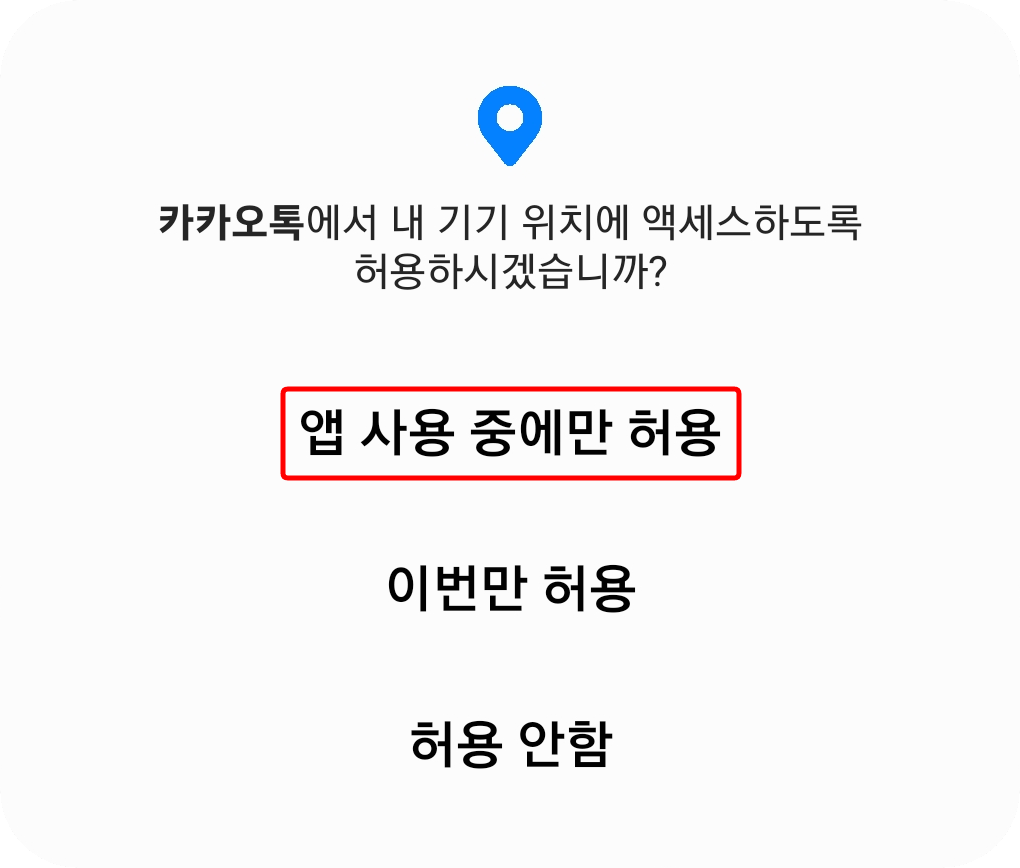 카카오톡에서 내 기기 위치에 액세스하도록
허용하시겠습니까?
앱 사용 중에만 허용
이번만 허용
허용 안함